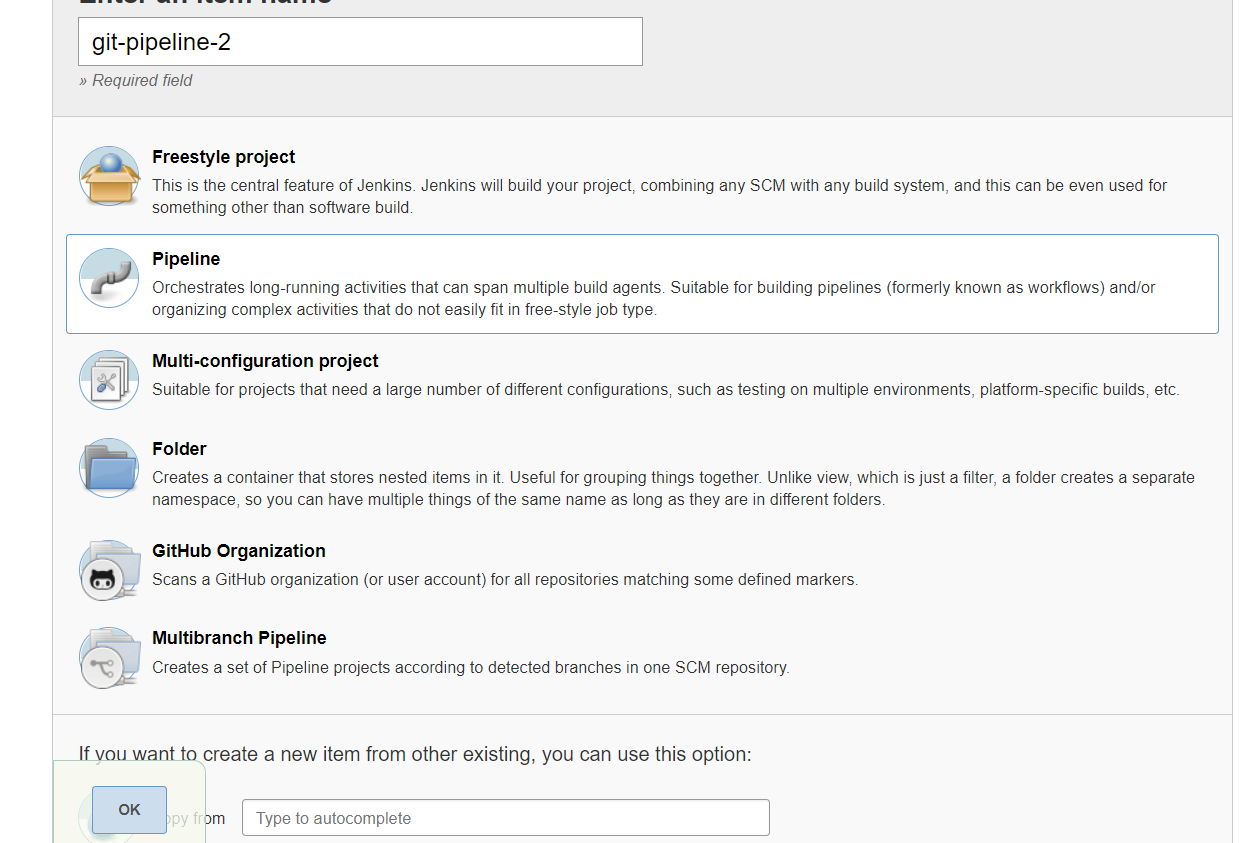 Enter an item name
git-pipeline-2
» Required field
Freestyle project
This is the central feature of Jenkins. Jenkins will build your project, combining any SCM with any build system, and this can be even used for
something other than software build.
Pipeline
Orchestrates long-running activities that can span multiple build agents. Suitable for building pipelines (formerly known as workflows) and/or
organizing complex activities that do not easily fit in free-style job type.
Multi-configuration project
Suitable for projects that need a large number of different configurations, such as testing on multiple environments, platform-specific builds, etc.
Folder
Creates a container that stores nested items in it. Useful for grouping things together. Unlike view, which is just a filter, a folder creates a separate
namespace, so you can have multiple things of the same name as long as they are in different folders.
GitHub Organization
Scans a GitHub organization (or user account) for all repositories matching some defined markers.
Multibranch Pipeline
Creates a set of Pipeline projects according to detected branches in one SCM repository.
If you want to create a new item from other existing, you can use this option:
OK
from
Type to autocomplete